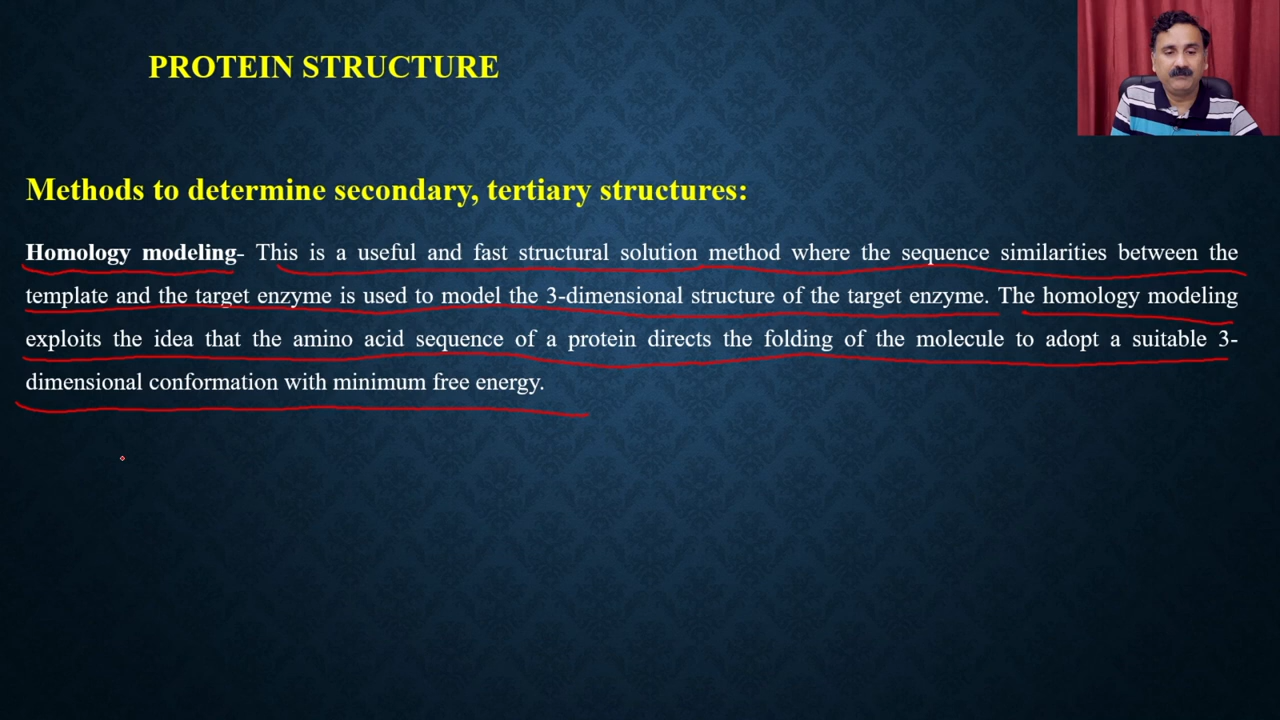 PROTEIN STRUCTURE
Methods to determine secondary, tertiary structures:
Homology modeling- This is a useful and fast structural solution method where the sequence similarities between the
template and the target enzyme is used to model the 3-dimensional structure of the target enzyme. The homology modeling
exploits the idea that the amino acid sequence of a protein directs the folding of the molecule to adopt a suitable 3-
dimensional conformation with minimum free energy.